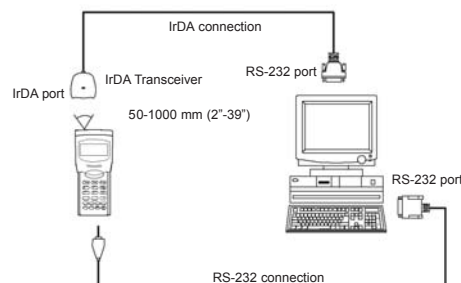 IrDA connection
RS-232 port
IrDA Transceiver
IrDA port
50-1000 mm (2"-39")
RS-232 port
RS-232 connection